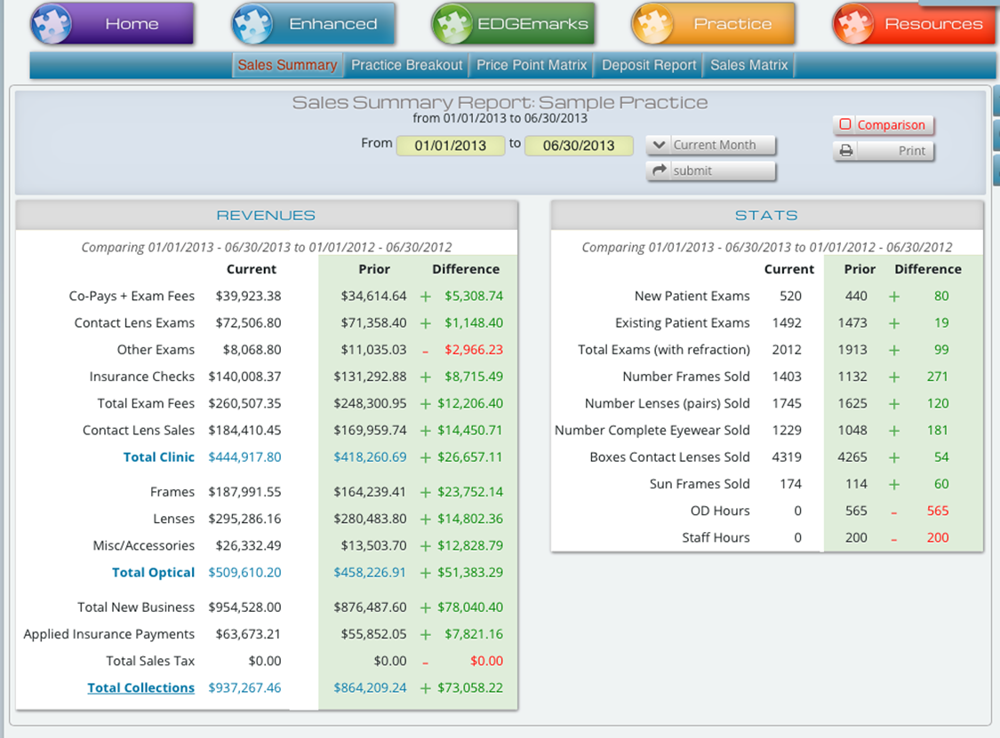 Home Enhanced EDGEmarks Practice Resources
Sales Summary Practice Breakout Price Point Matrix Deposit Report Sales Matrix
Sales Summary Report: Sample Practice
from 01/01/2013 to 06/30/2013
From 01/01/2013 to 06/30/2013
Current Month
submit
Comparison
Print
REVENUES
Comparing 01/01/2013 - 06/30/2013 to 01/01/2012 - 06/30/2012
Current Prior Difference
Co-Pays + Exam Fees $39,923.38 $34,614.64 + $5,308.74
Contact Lens Exams $72,506.80 $71,358.40 + $1,148.40
Other Exams $8,068.80 $11,035.03 - $2,966.23
Insurance Checks $140,008.37 $131,292.88 + $8,715.49
Total Exam Fees $260,507.35 $248,300.95 + $12,206.40
Contact Lens Sales $184,410.45 $169,959.74 + $14,450.71
Total Clinic $444,917.80 $418,260.69 + $26,657.11
Frames $187,991.55 $164,239.41 + $23,752.14
Lenses $295,286.16 $280,483.80 + $14,802.36
Misc/Accessories $26,332.49 $13,503.70 + $12,828.79
Total Optical $509,610.20 $458,226.91 + $51,383.29
Total New Business $954,528.00 $876,487.60 + $78,040.40
Applied Insurance Payments $63,673.21 $55,852.05 + $7,821.16
Total Sales Tax $0.00 $0.00 - $0.00
Total Collections $937,267.46 $864,209.24 + $73,058.22
STATS
Comparing 01/01/2013 - 06/30/2013 to 01/01/2012 - 06/30/2012
Current Prior Difference
New Patient Exams 520 440 + 80
Existing Patient Exams 1492 1473 + 19
Total Exams (with refraction) 2012 1913 + 99
Number Frames Sold 1403 1132 + 271
Number Lenses (pairs) Sold 1745 1625 + 120
Number Complete Eyewear Sold 1229 1048 + 181
Boxes Contact Lenses Sold 4319 4265 + 54
Sun Frames Sold 174 114 + 60
OD Hours 0 565 - 565
Staff Hours 0 200 - 200